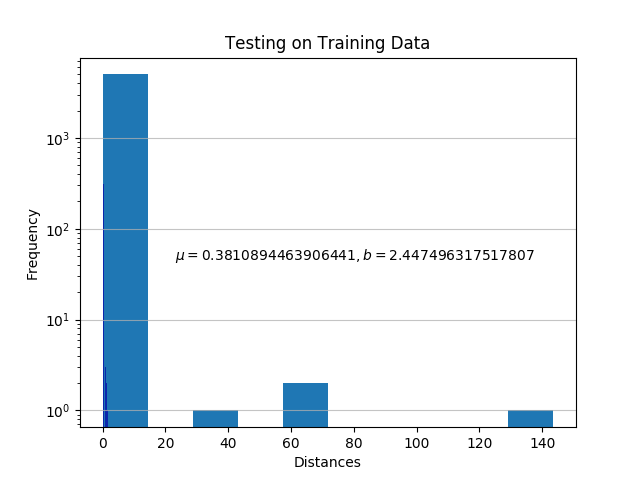 Testing on Training Data
10³
10²
10¹
10⁰
Frequency
μ = 0.3810894463906441, b = 2.447496317517807
0 20 40 60 80 100 120 140
Distances